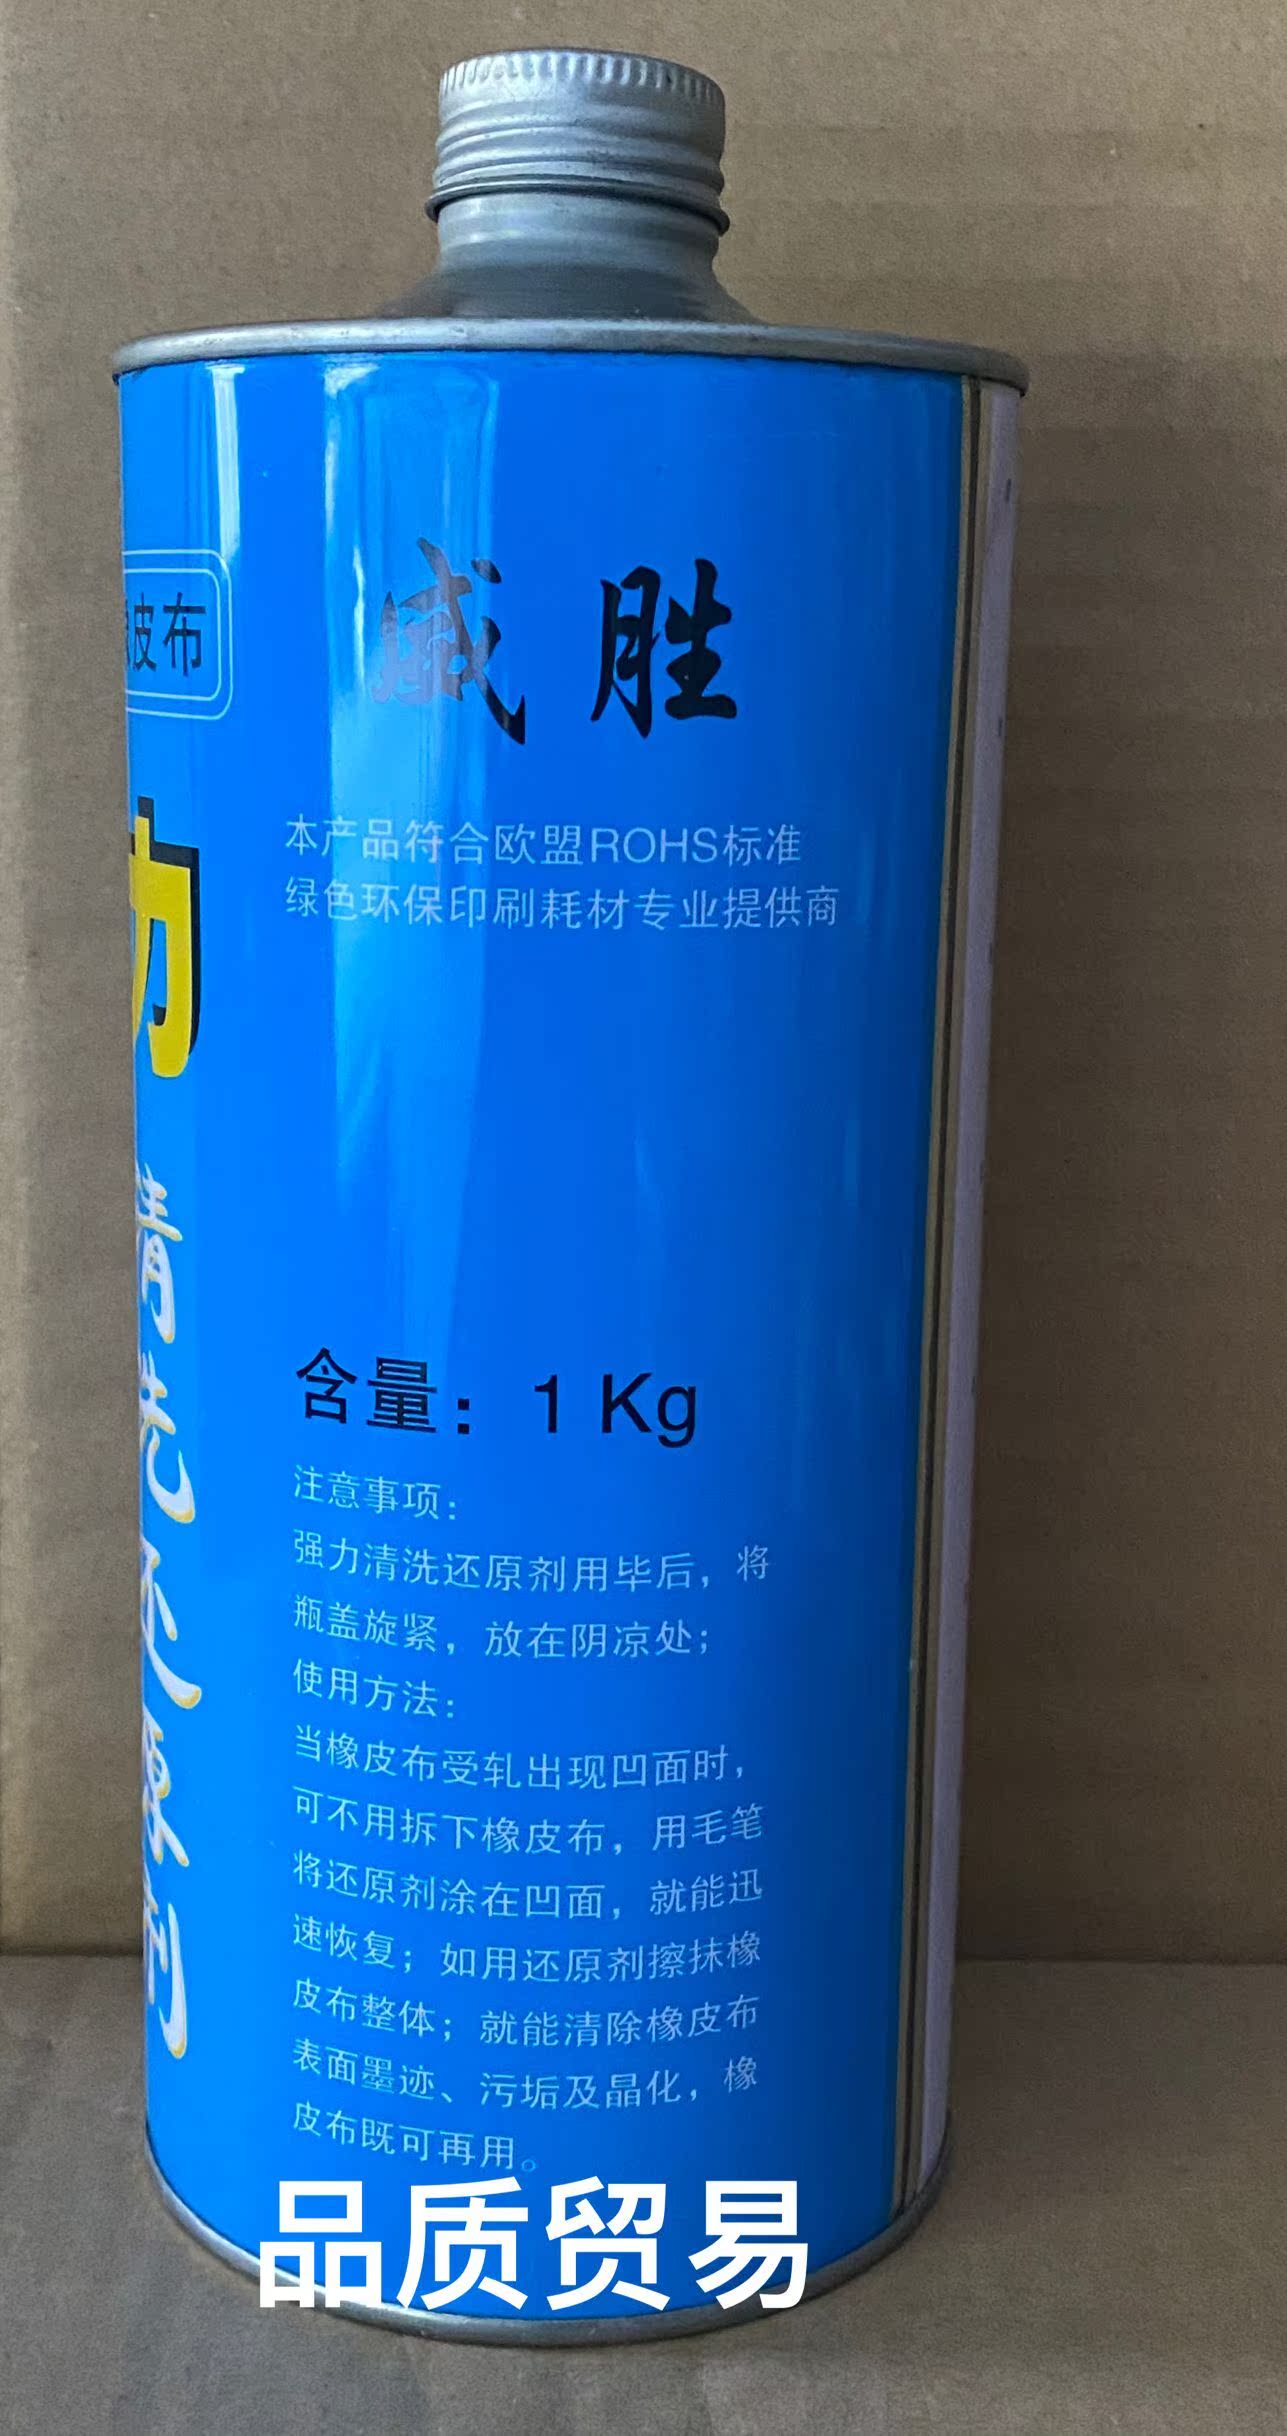 皮布
力
清洗还原剂
威胜
本产品符合欧盟ROHS标准
绿色环保印刷耗材专业提供商
含量：1Kg
注意事项：
强力清洗还原剂用毕后，将
瓶盖旋紧，放在阴凉处；
使用方法：
当橡皮布受轧出现凹面时，
可不用拆下橡皮布，用毛笔
将还原剂涂在凹面，就能迅
速恢复；如用还原剂擦抹橡
皮布整体；就能清除橡皮布
表面墨迹、污垢及晶化，橡
皮布既可再用。
品质贸易